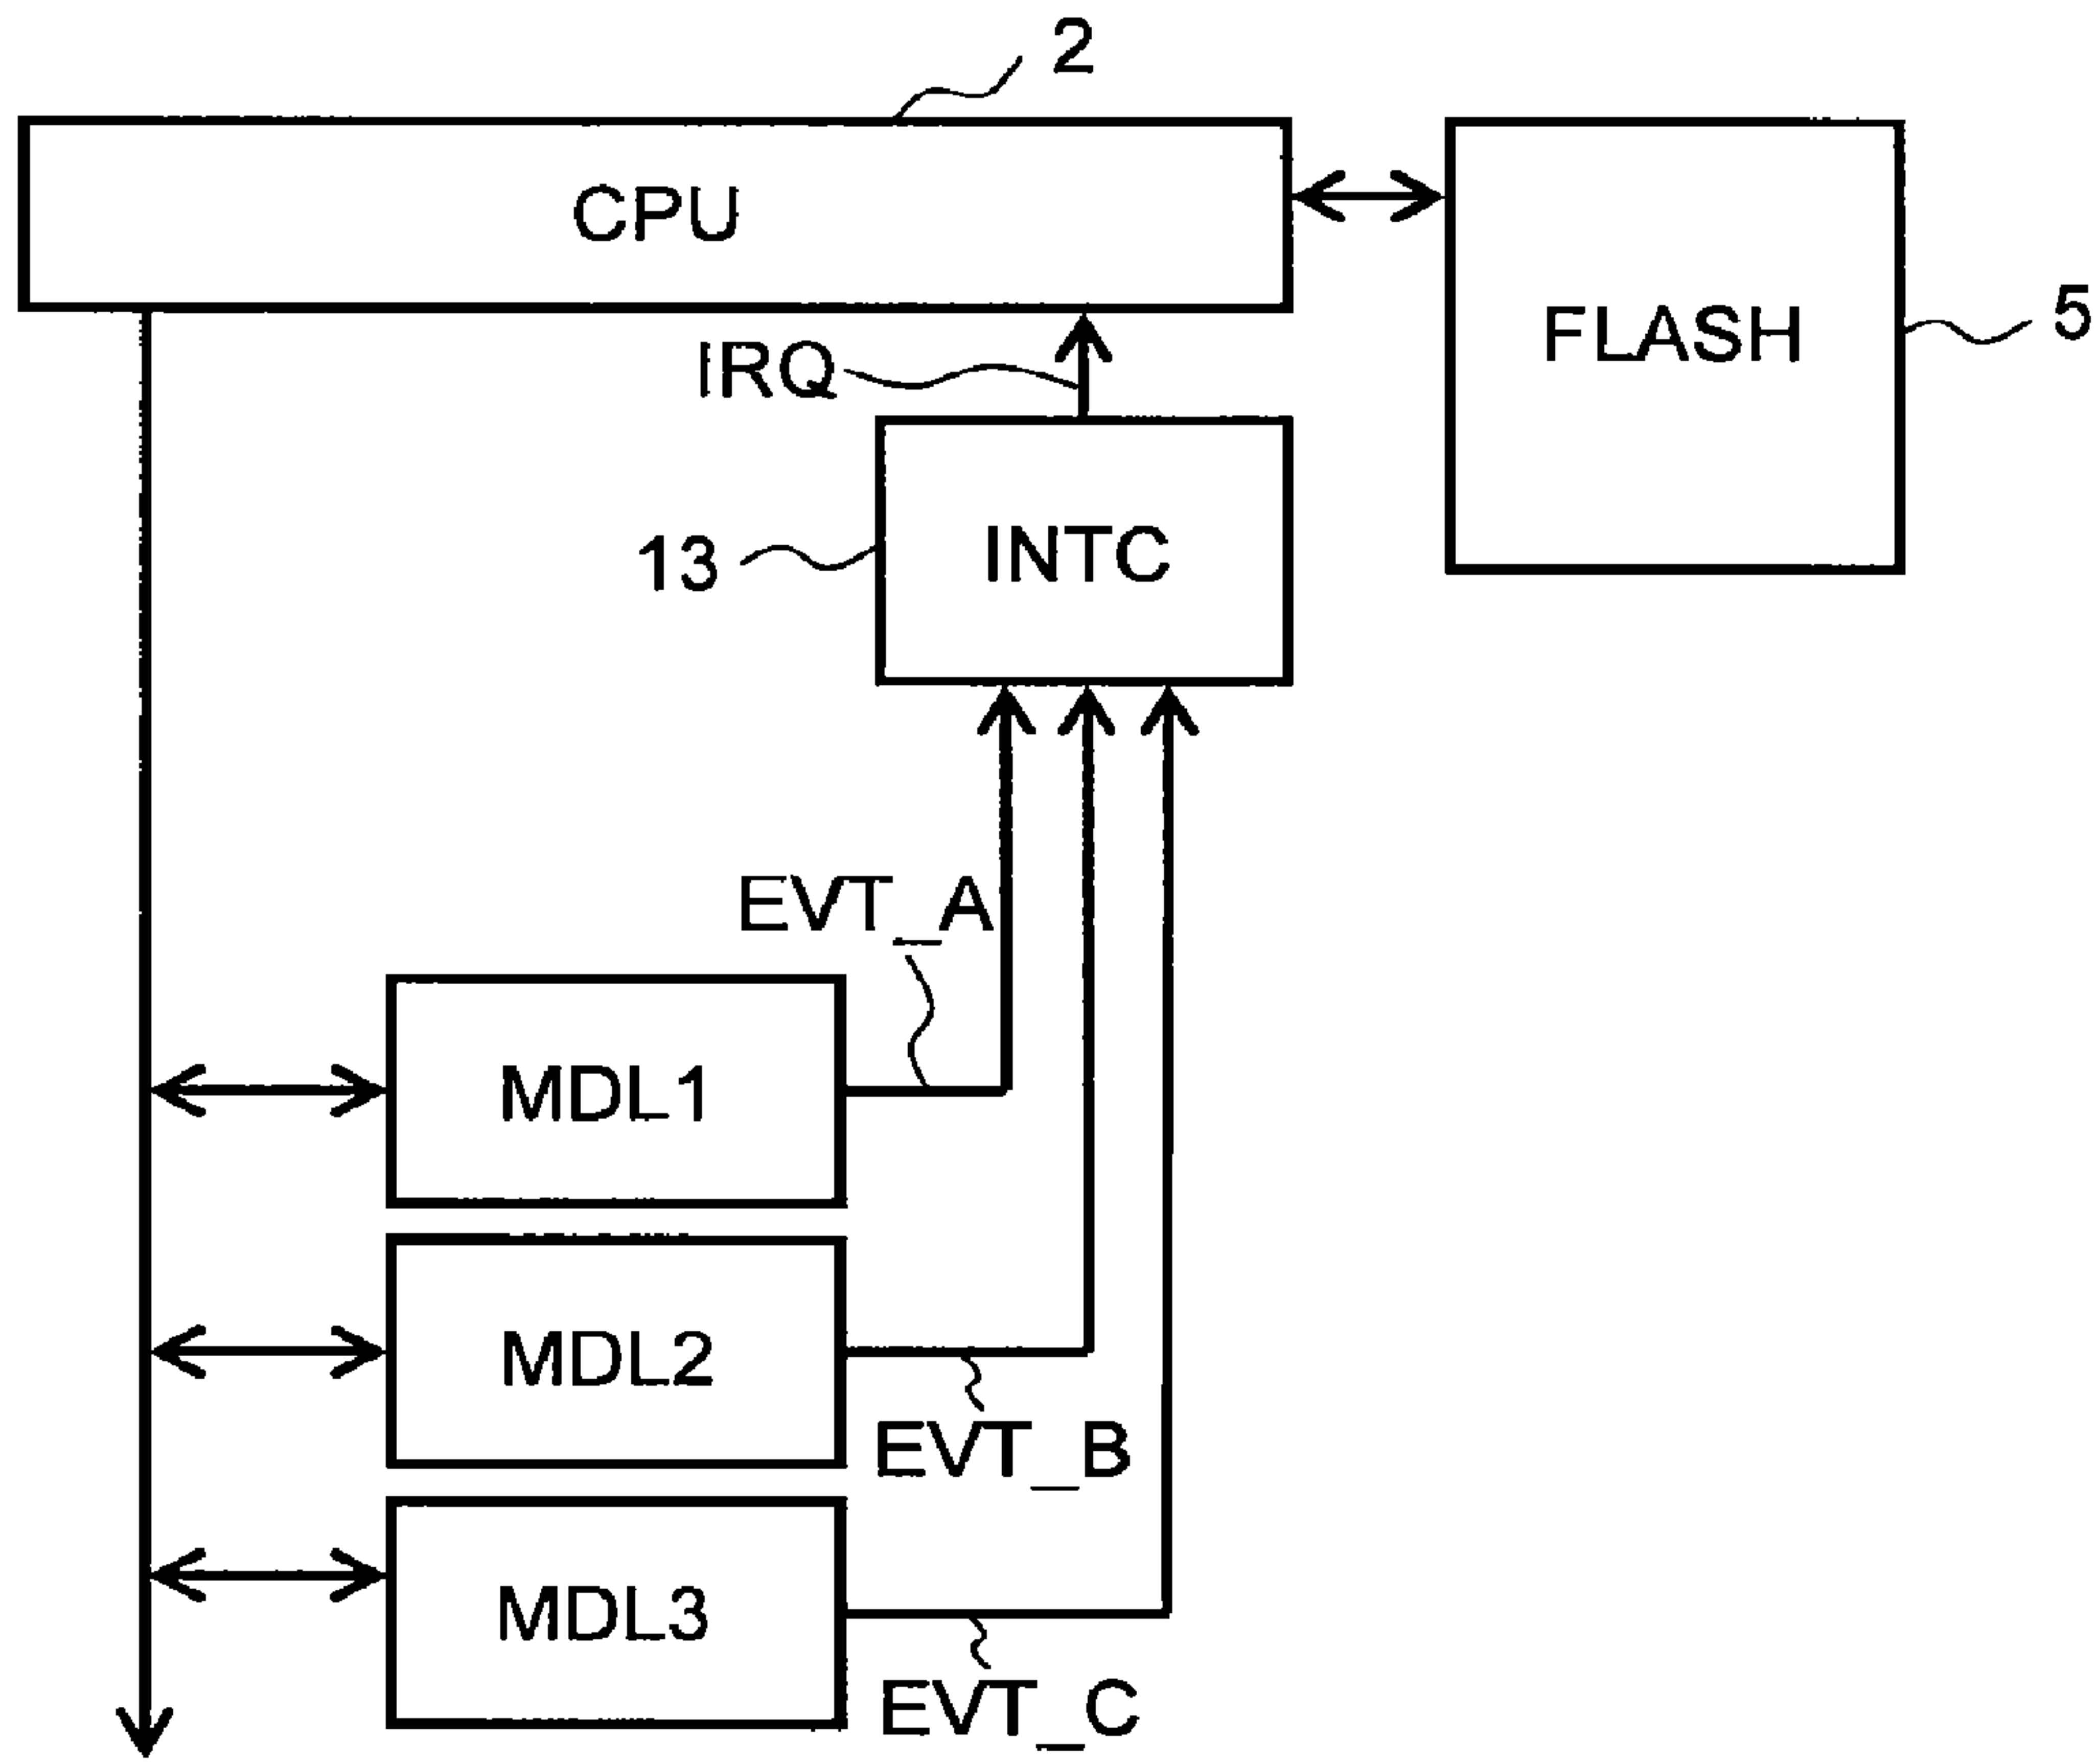 2
CPU
FLASH
5
IRQ
INTC
13
EVT_A
MDL1
MDL2
EVT_B
MDL3
EVT_C